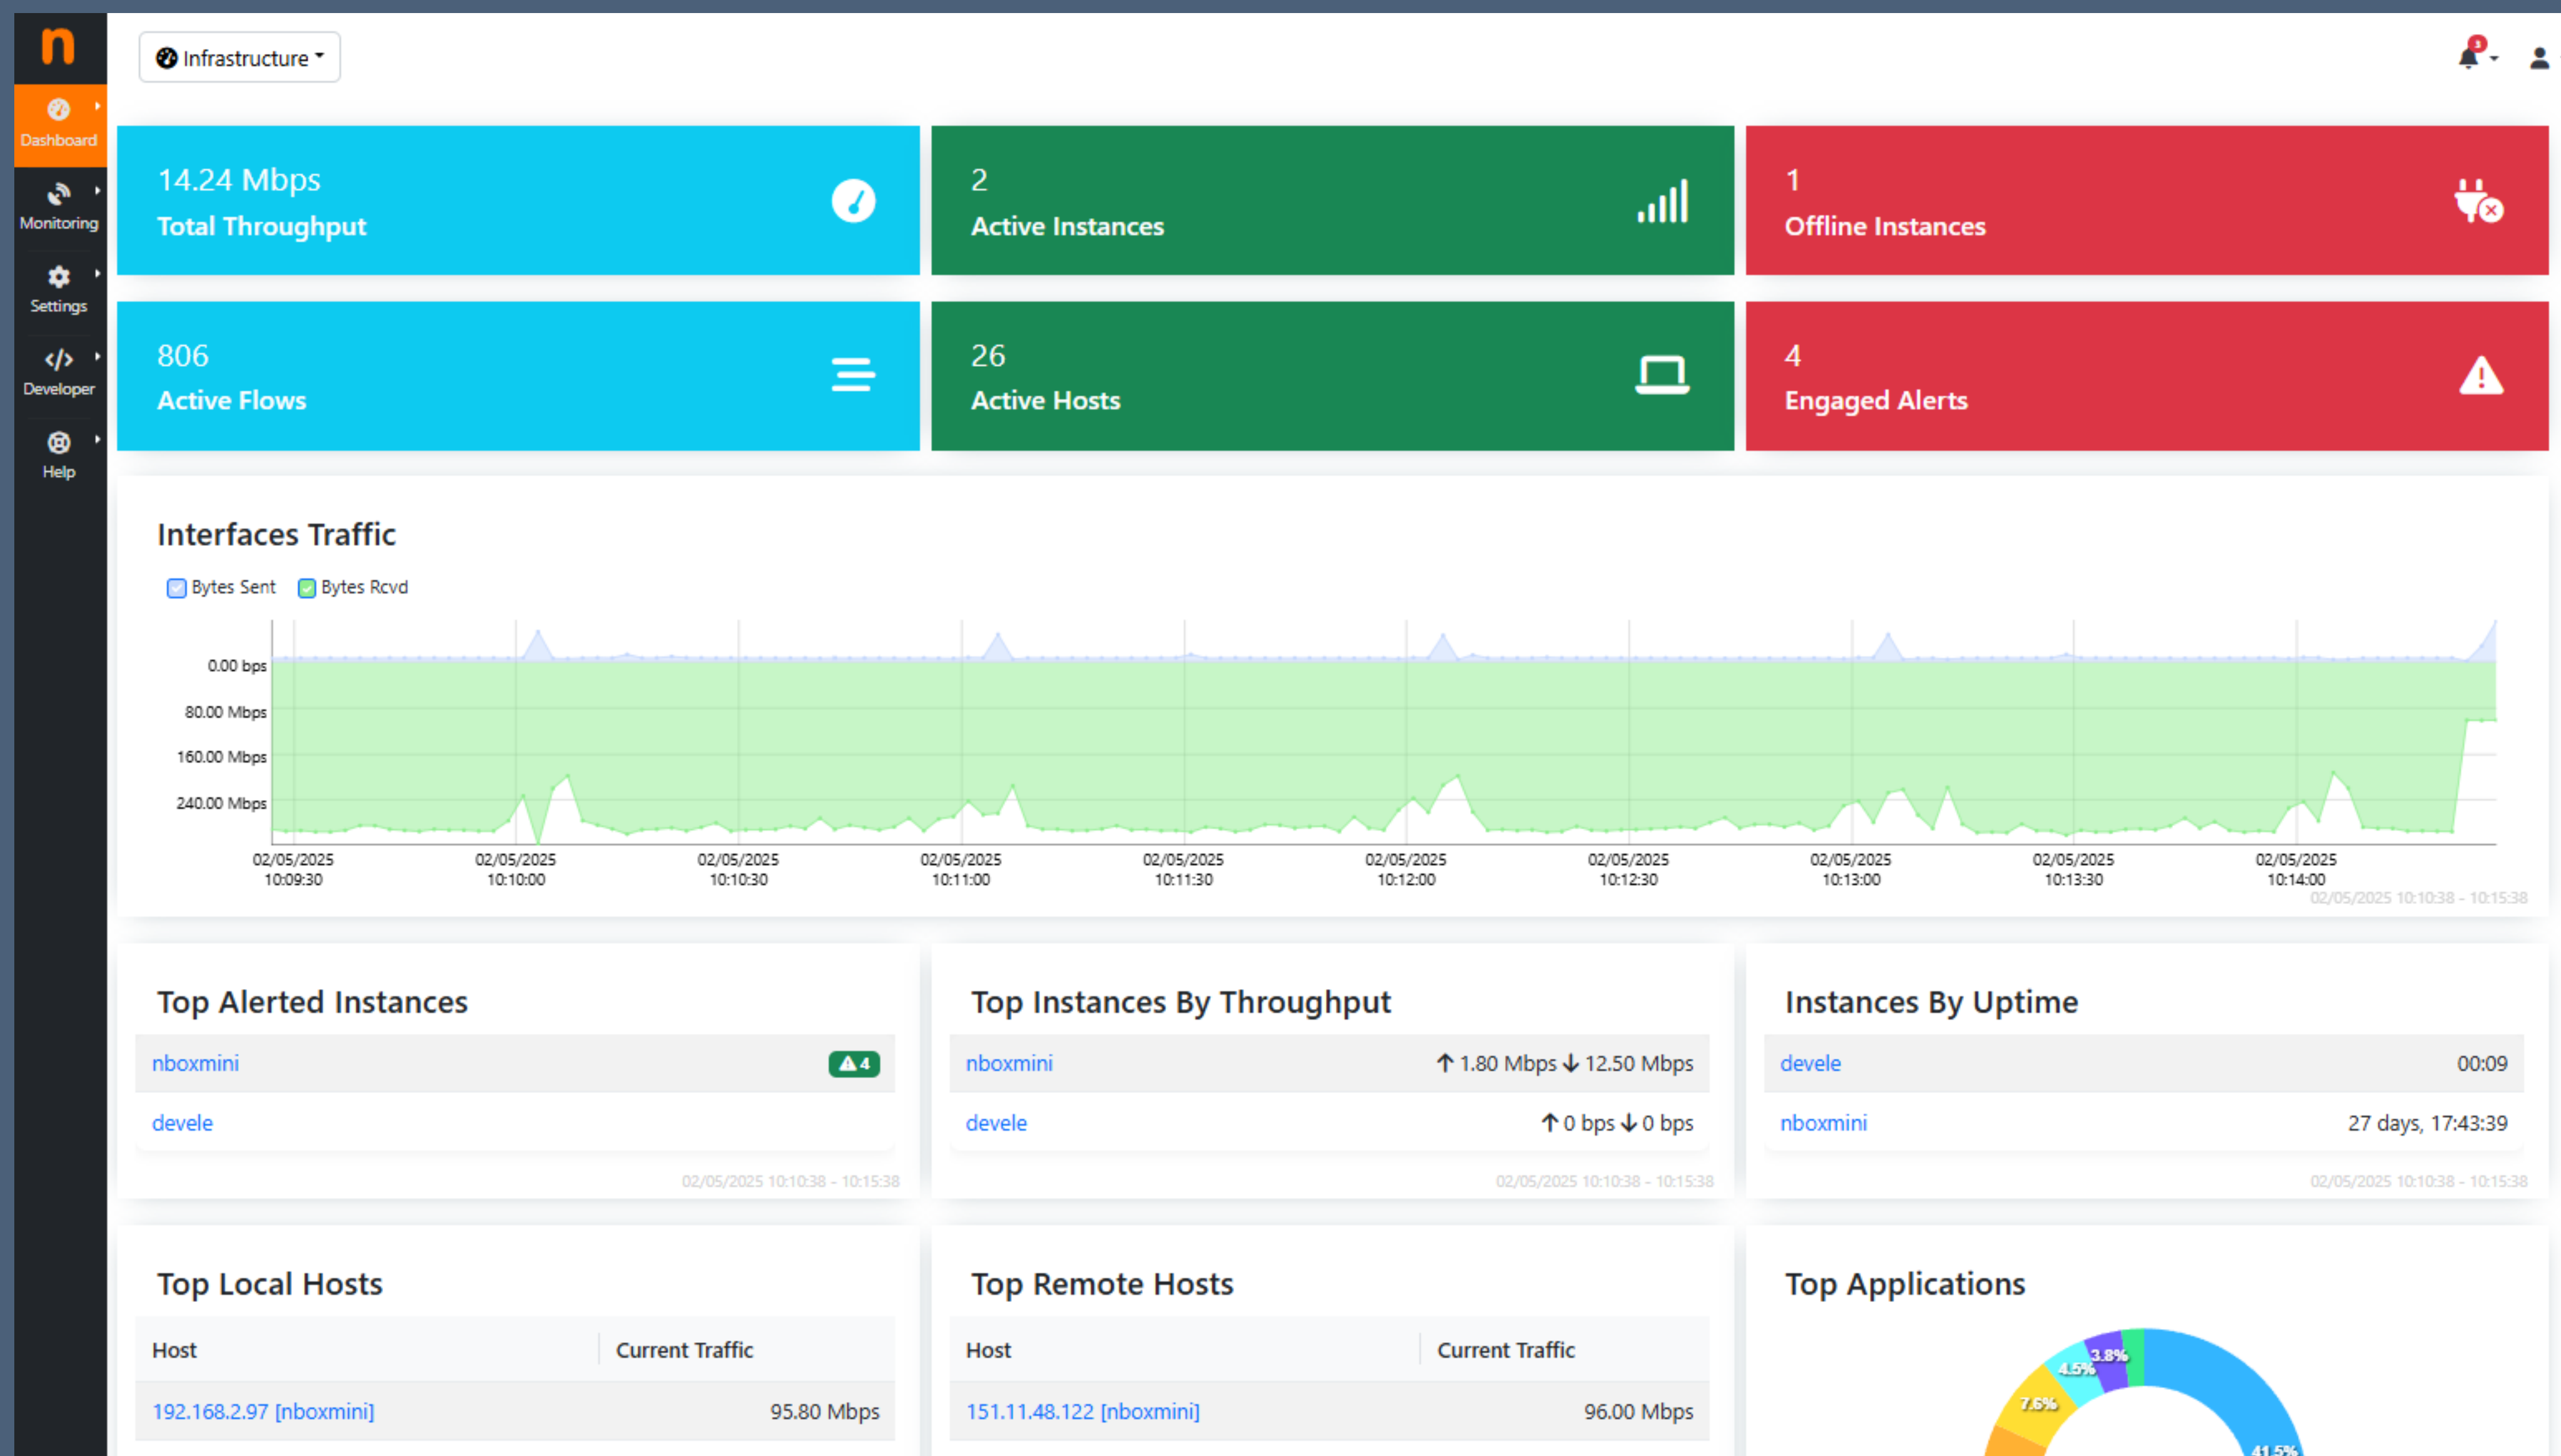 n
Infrastructure
Dashboard
Monitoring
Settings
Developer
Help
14.24 Mbps
Total Throughput
2
Active Instances
1
Offline Instances
806
Active Flows
26
Active Hosts
4
Engaged Alerts
Interfaces Traffic
Bytes Sent Bytes Rcvd
0.00 bps
80.00 Mbps
160.00 Mbps
240.00 Mbps
02/05/2025 02/05/2025 02/05/2025 02/05/2025 02/05/2025 02/05/2025 02/05/2025 02/05/2025 02/05/2025 02/05/2025
10:09:30 10:10:00 10:10:30 10:11:00 10:11:30 10:12:00 10:12:30 10:13:00 10:13:30 10:14:00
02/05/2025 10:10:38 - 10:15:38
Top Alerted Instances
nboxmini 4
devele
02/05/2025 10:10:38 - 10:15:38
Top Instances By Throughput
nboxmini ↑ 1.80 Mbps ↓ 12.50 Mbps
devele ↑ 0 bps ↓ 0 bps
02/05/2025 10:10:38 - 10:15:38
Instances By Uptime
devele 00:09
nboxmini 27 days, 17:43:39
02/05/2025 10:10:38 - 10:15:38
Top Local Hosts
Host Current Traffic
192.168.2.97 [nboxmini] 95.80 Mbps
Top Remote Hosts
Host Current Traffic
151.11.48.122 [nboxmini] 96.00 Mbps
Top Applications
3.8%
4.5%
7.6%
41.5%